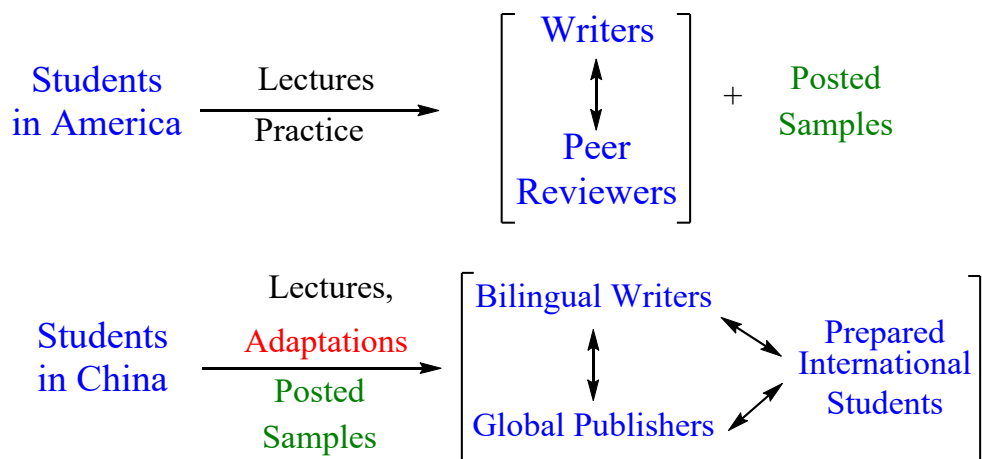 Students
in America
Lectures
Practice
Writers
Peer
Reviewers
+
Posted
Samples
Students
in China
Lectures,
Adaptations
Posted
Samples
Bilingual Writers
Global Publishers
Prepared
International
Students